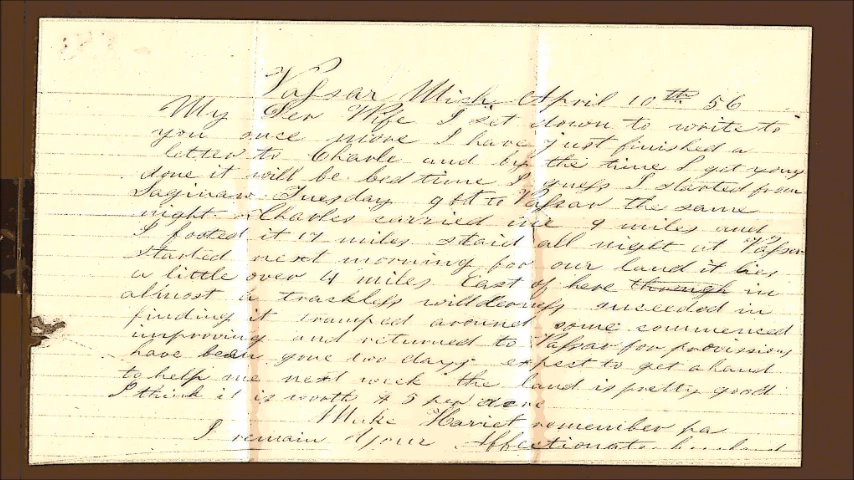 Vassar Mich. April 10th 56
My Der Wife I set down to write to
you once more I have just finished a
letter to Charle and by the time I get yours
done it will be bed time I guess I started from
Saginaw Tuesday got to Vassar the same
night Charles carried me 9 miles and
I footed it 17 miles staid all night at Vassar
started next morning for our land it lies
a little over 4 miles East of here through in
almost a trackless willderness succeeded in
finding it tramped around some commenced
improving and returned to Vassar for provisions
have been gone two days expect to get a hand
to help me next week the land is pretty good
I think it is worth $ 5 per acre
Make Harriet remember pa
I remain Your Affectionate husband